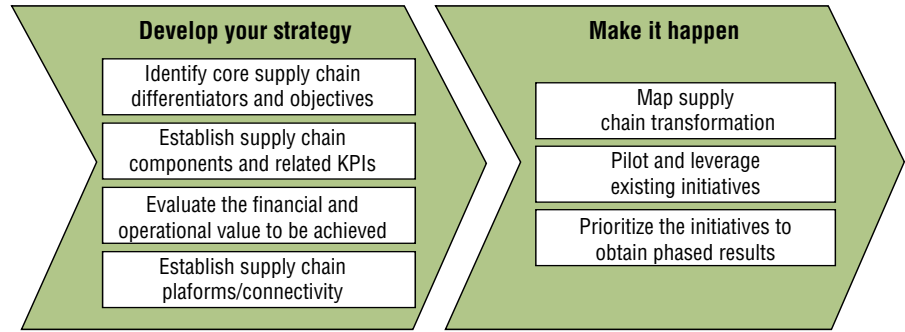 Develop your strategy
Identify core supply chain
differentiators and objectives
Establish supply chain
components and related KPIs
Evaluate the financial and
operational value to be achieved
Establish supply chain
plaforms/connectivity
Make it happen
Map supply
chain transformation
Pilot and leverage
existing initiatives
Prioritize the initiatives to
obtain phased results